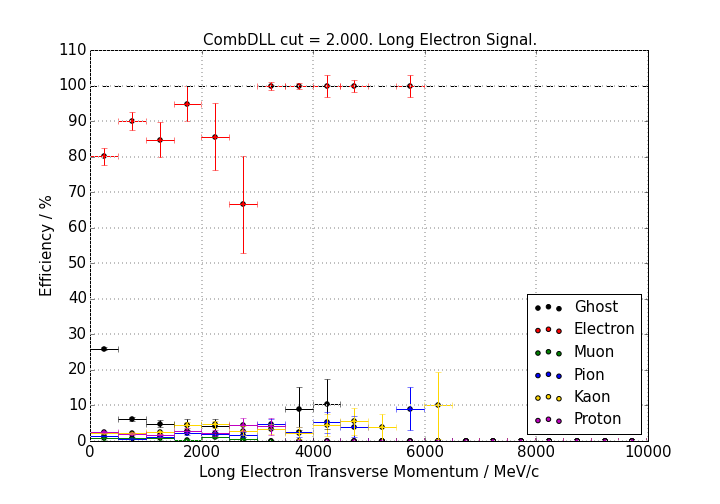 CombDLL cut = 2.000. Long Electron Signal.
110
100
90
80
70
60
50
40
30
20
10
0
Efficiency / %
Ghost
Electron
Muon
Pion
Kaon
Proton
0 2000 4000 6000 8000 10000
Long Electron Transverse Momentum / MeV/c